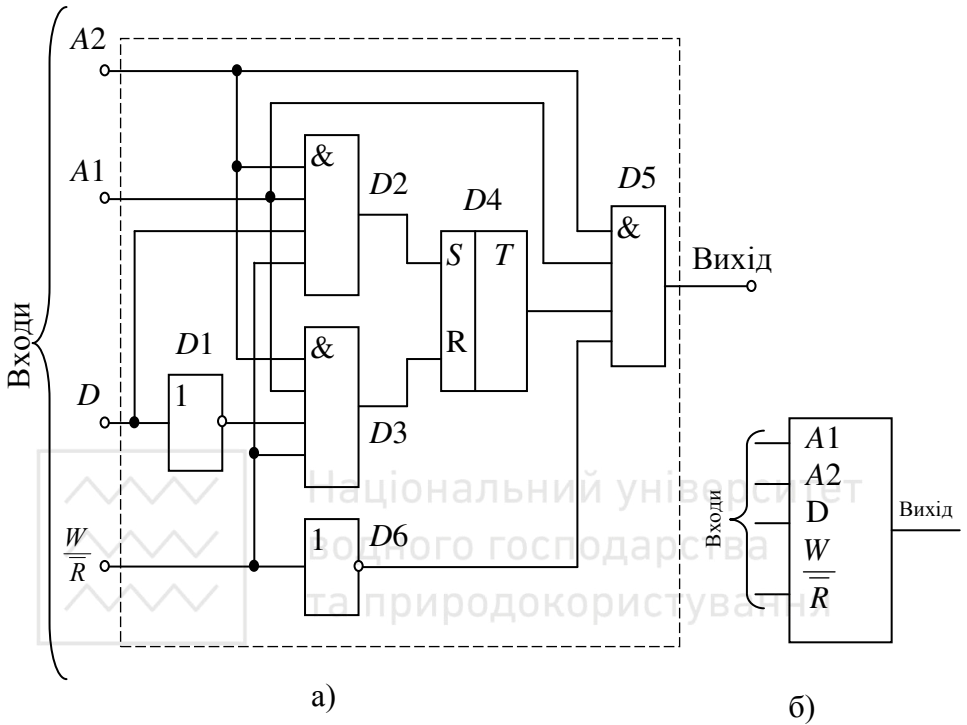 A2
A1
Входи
D
W
R
D1
1
&
D2
&
D3
1
D6
D4
S T
R
D5
&
Вихід
Національний університет
водного господарства
та природокористування
а)
Входи
A1
A2
D
W
R
Вихід
б)